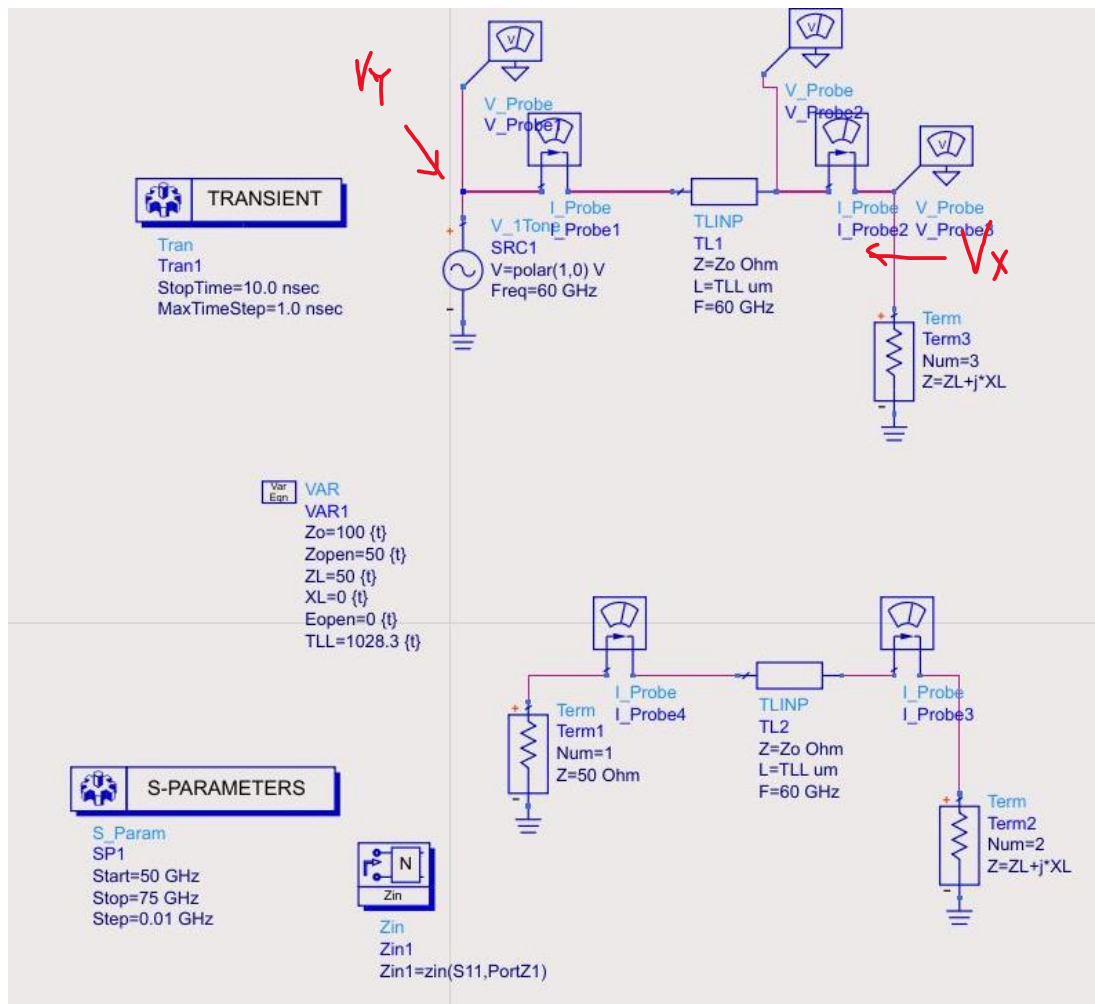 V
V
Vy
V_Probe
V_Probe1
V_Probe
V_Probe2
V
TRANSIENT
Tran
Tran1
StopTime=10.0 nsec
MaxTimeStep=1.0 nsec
V_1Tone
SRC1
V=polar(1,0) V
Freq=60 GHz
I_Probe
I_Probe1
TLINP
TL1
Z=Zo Ohm
L=TLL um
F=60 GHz
I_Probe
I_Probe2
V_Probe
V_Probe3
Vx
Term
Term3
Num=3
Z=ZL+j*XL
Var
Eqn
VAR
VAR1
Zo=100 {t}
Zopen=50 {t}
ZL=50 {t}
XL=0 {t}
Eopen=0 {t}
TLL=1028.3 {t}
I_Probe
I_Probe4
TLINP
TL2
Z=Zo Ohm
L=TLL um
F=60 GHz
I_Probe
I_Probe3
Term
Term1
Num=1
Z=50 Ohm
Term
Term2
Num=2
Z=ZL+j*XL
S-PARAMETERS
S_Param
SP1
Start=50 GHz
Stop=75 GHz
Step=0.01 GHz
N
Zin
Zin
Zin1
Zin1=zin(S11,PortZ1)